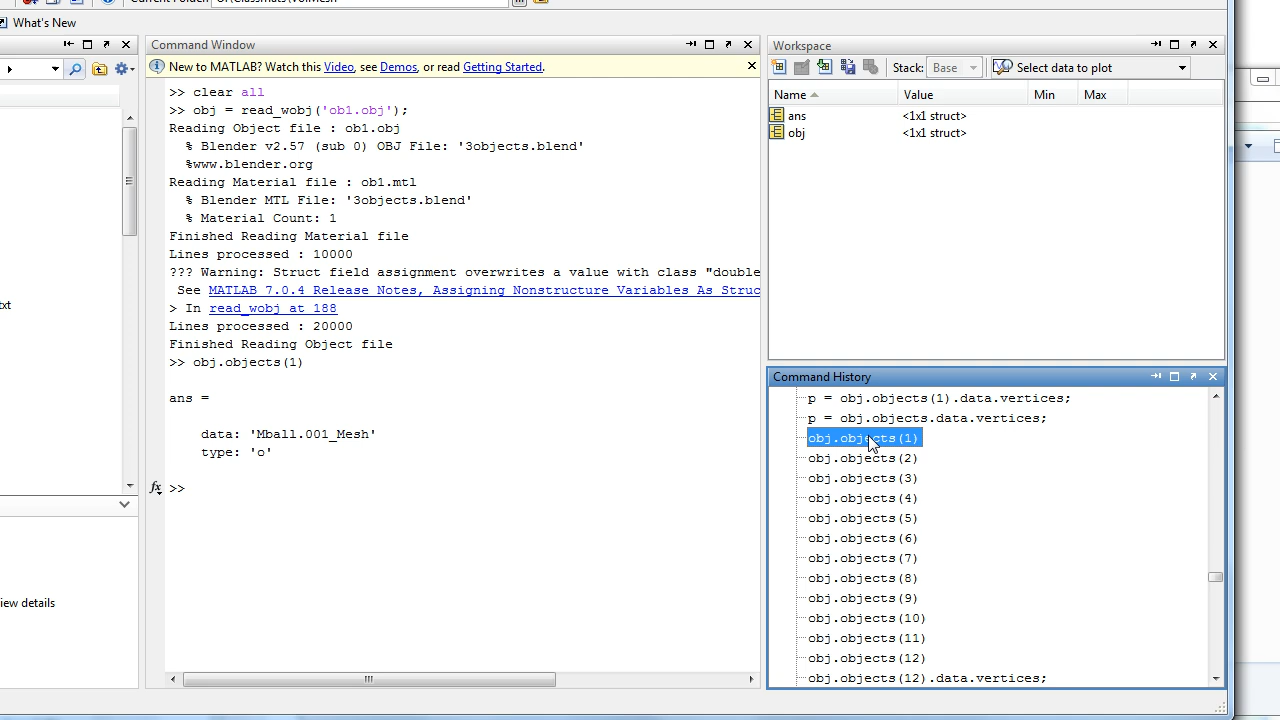 What's New
Command Window
New to MATLAB? Watch this Video, see Demos, or read Getting Started.
>> clear all
>> obj = read_wobj('ob1.obj');
Reading Object file : ob1.obj
% Blender v2.57 (sub 0) OBJ File: '3objects.blend'
%www.blender.org
Reading Material file : ob1.mtl
% Blender MTL File: '3objects.blend'
% Material Count: 1
Finished Reading Material file
Lines processed : 10000
??? Warning: Struct field assignment overwrites a value with class "double
See MATLAB 7.0.4 Release Notes, Assigning Nonstructure Variables As Struc
> In read_wobj at 188
Lines processed : 20000
Finished Reading Object file
>> obj.objects(1)
ans =
data: 'Mball.001_Mesh'
type: 'o'
fx >>
txt
iew details
Workspace
Stack: Base Select data to plot
Name Value Min Max
ans <1x1 struct>
obj <1x1 struct>
Command History
p = obj.objects(1).data.vertices;
p = obj.objects.data.vertices;
obj.objects(1)
obj.objects(2)
obj.objects(3)
obj.objects(4)
obj.objects(5)
obj.objects(6)
obj.objects(7)
obj.objects(8)
obj.objects(9)
obj.objects(10)
obj.objects(11)
obj.objects(12)
obj.objects(12).data.vertices;